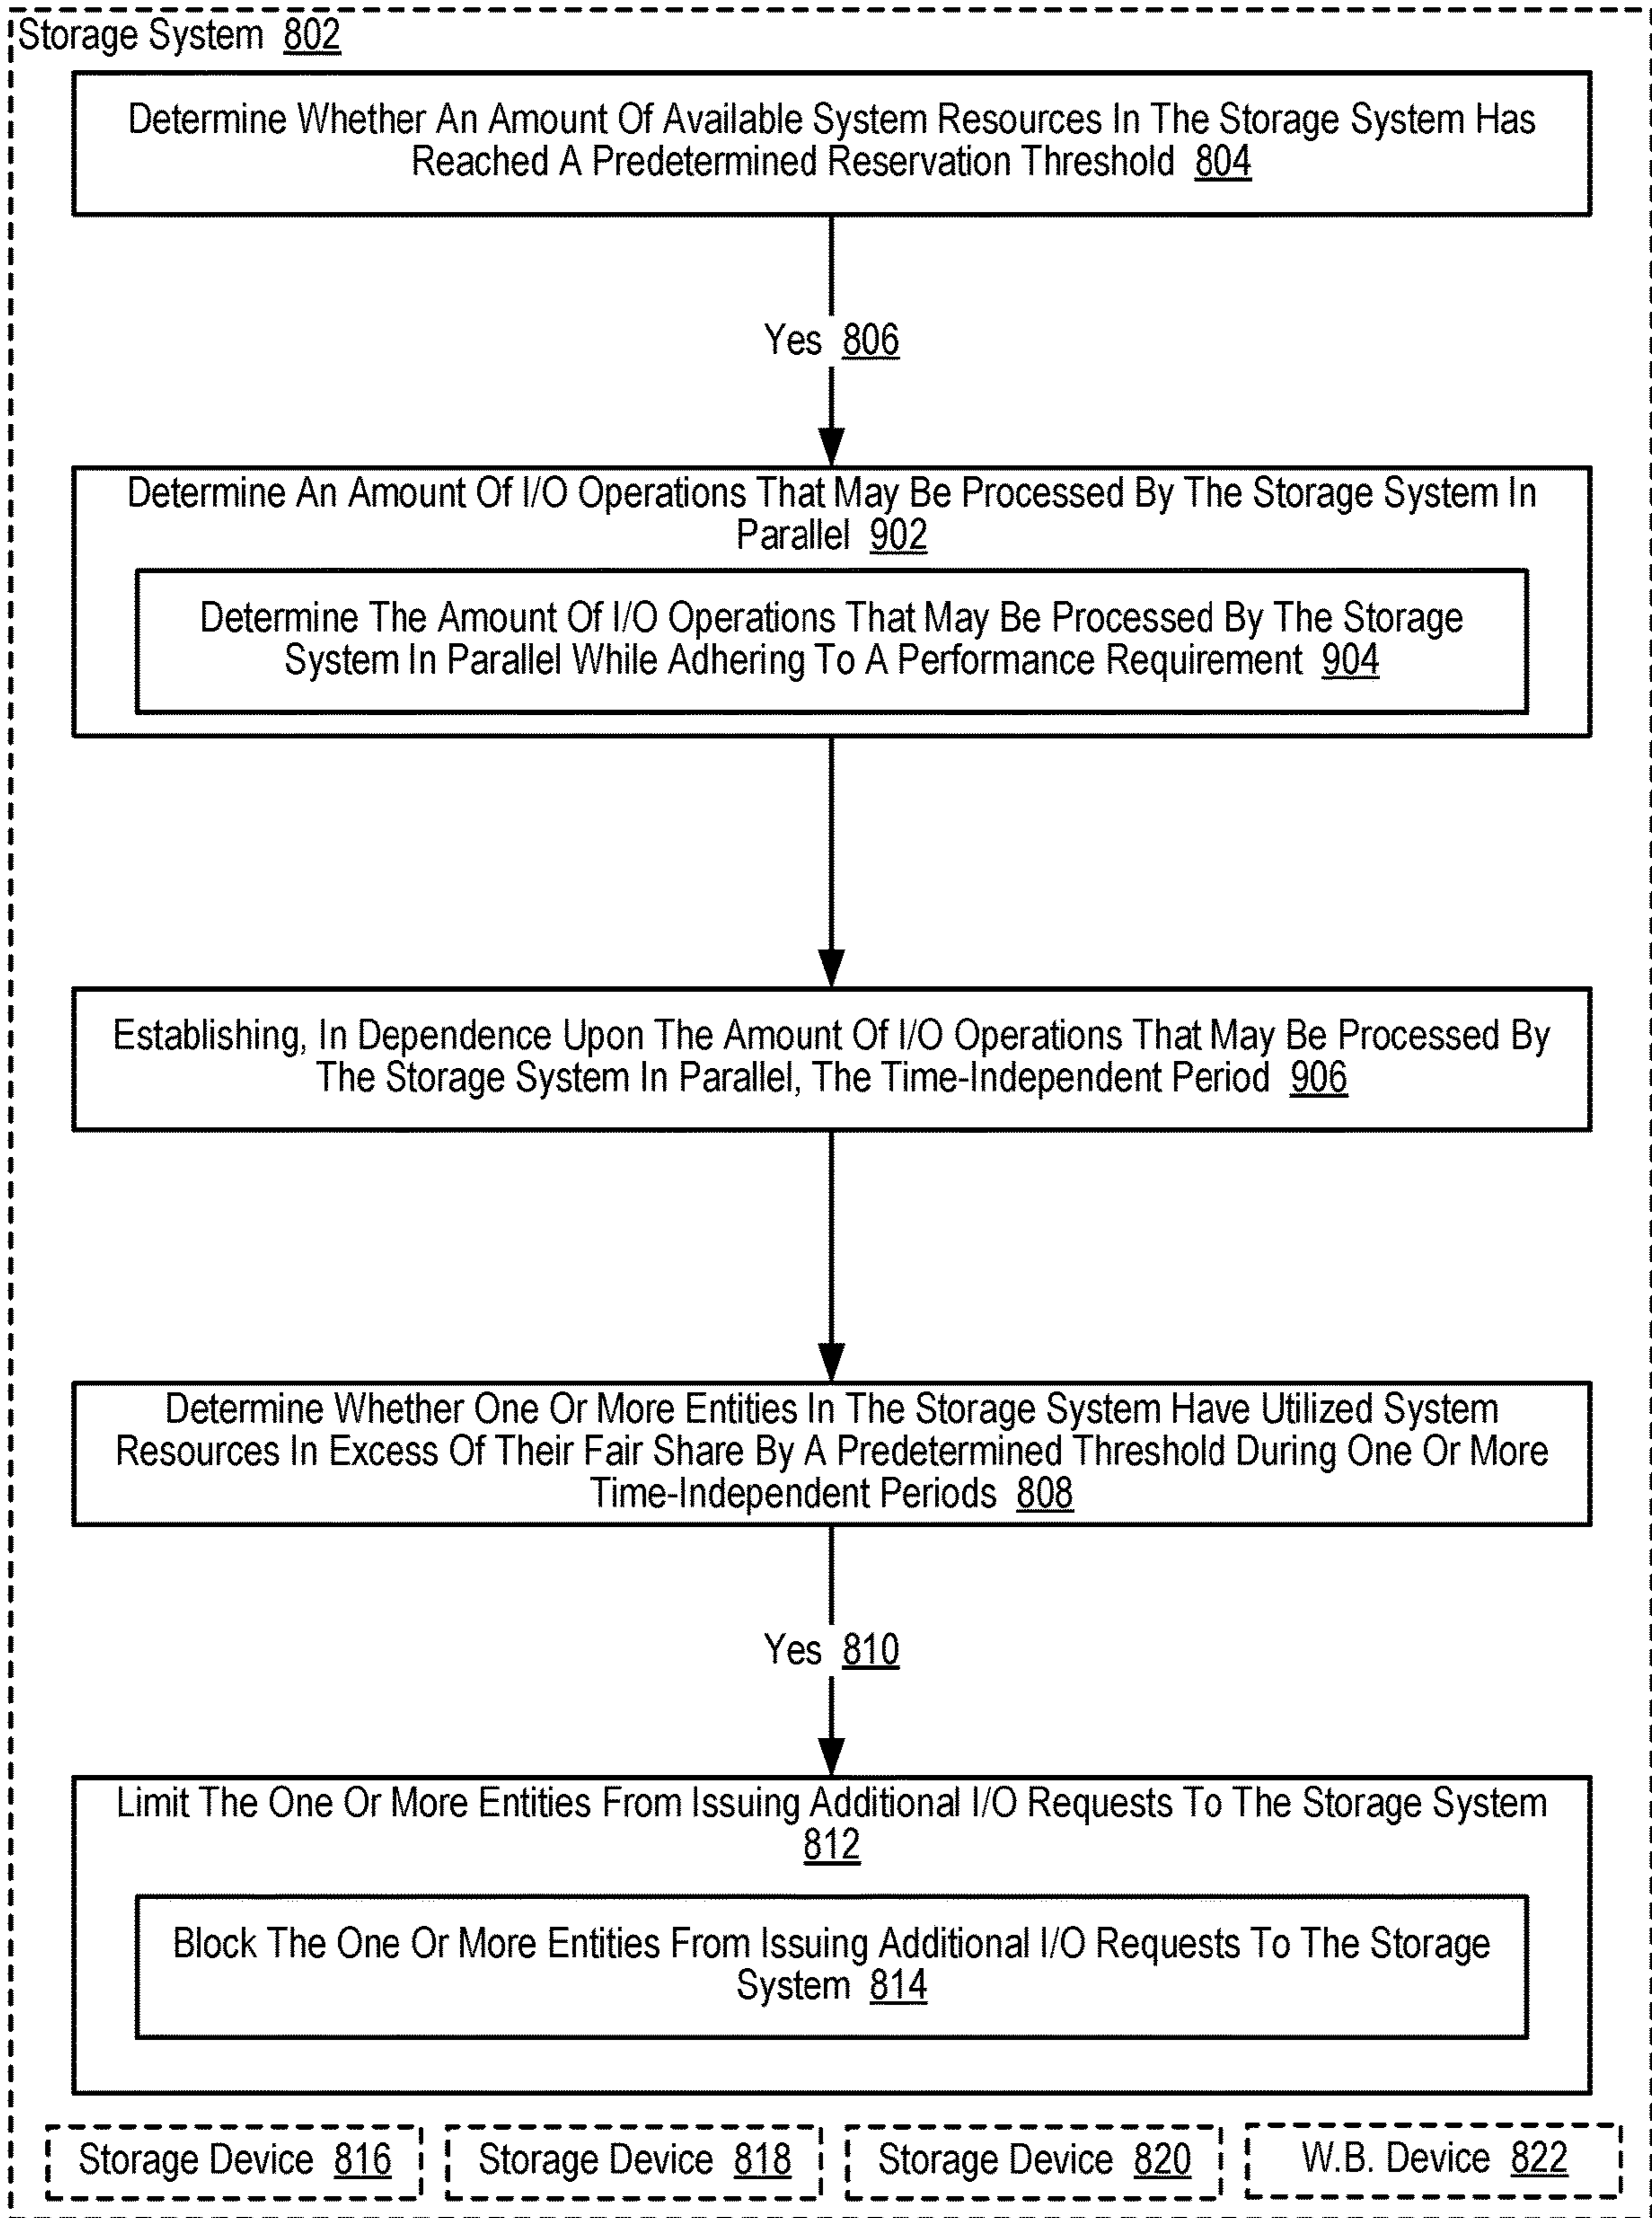 Storage System 802
Determine Whether An Amount Of Available System Resources In The Storage System Has
Reached A Predetermined Reservation Threshold 804
Yes 806
Determine An Amount Of I/O Operations That May Be Processed By The Storage System In
Parallel 902
Determine The Amount Of I/O Operations That May Be Processed By The Storage
System In Parallel While Adhering To A Performance Requirement 904
Establishing, In Dependence Upon The Amount Of I/O Operations That May Be Processed By
The Storage System In Parallel, The Time-Independent Period 906
Determine Whether One Or More Entities In The Storage System Have Utilized System
Resources In Excess Of Their Fair Share By A Predetermined Threshold During One Or More
Time-Independent Periods 808
Yes 810
Limit The One Or More Entities From Issuing Additional I/O Requests To The Storage System
812
Block The One Or More Entities From Issuing Additional I/O Requests To The Storage
System 814
Storage Device 816
Storage Device 818
Storage Device 820
W.B. Device 822